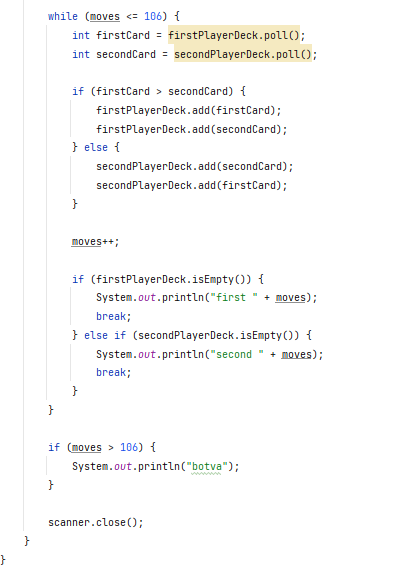 while (moves <= 106) {
int firstCard = firstPlayerDeck.poll();
int secondCard = secondPlayerDeck.poll();
if (firstCard > secondCard) {
firstPlayerDeck.add(firstCard);
firstPlayerDeck.add(secondCard);
} else {
secondPlayerDeck.add(secondCard);
secondPlayerDeck.add(firstCard);
}
moves++;
if (firstPlayerDeck.isEmpty()) {
System.out.println("first " + moves);
break;
} else if (secondPlayerDeck.isEmpty()) {
System.out.println("second " + moves);
break;
}
}
if (moves > 106) {
System.out.println("botva");
}
scanner.close();
}
}